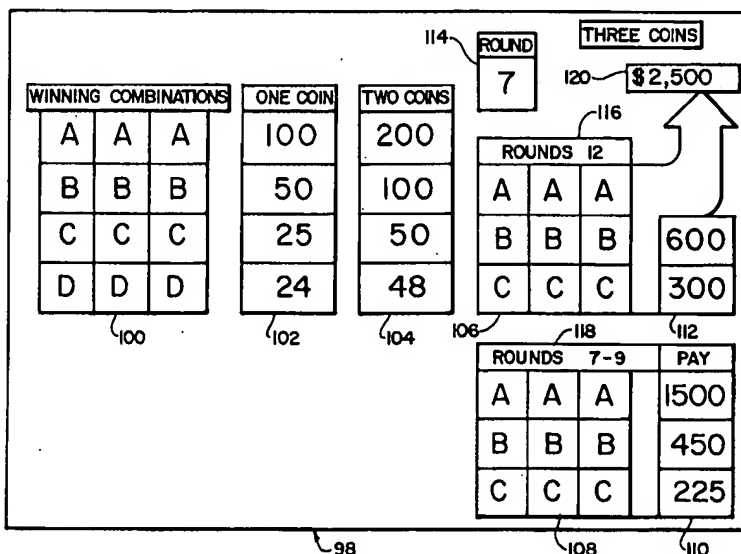 114
ROUND
7
THREE COINS
120
$2,500
WINNING COMBINATIONS
A A A
B B B
C C C
D D D
100
ONE COIN
100
50
25
24
102
TWO COINS
200
100
50
48
104
116
ROUNDS 12
A A A
B B B 600
C C C 300
106
112
118
ROUNDS 7-9 PAY
A A A 1500
B B B 450
C C C 225
98
108
110